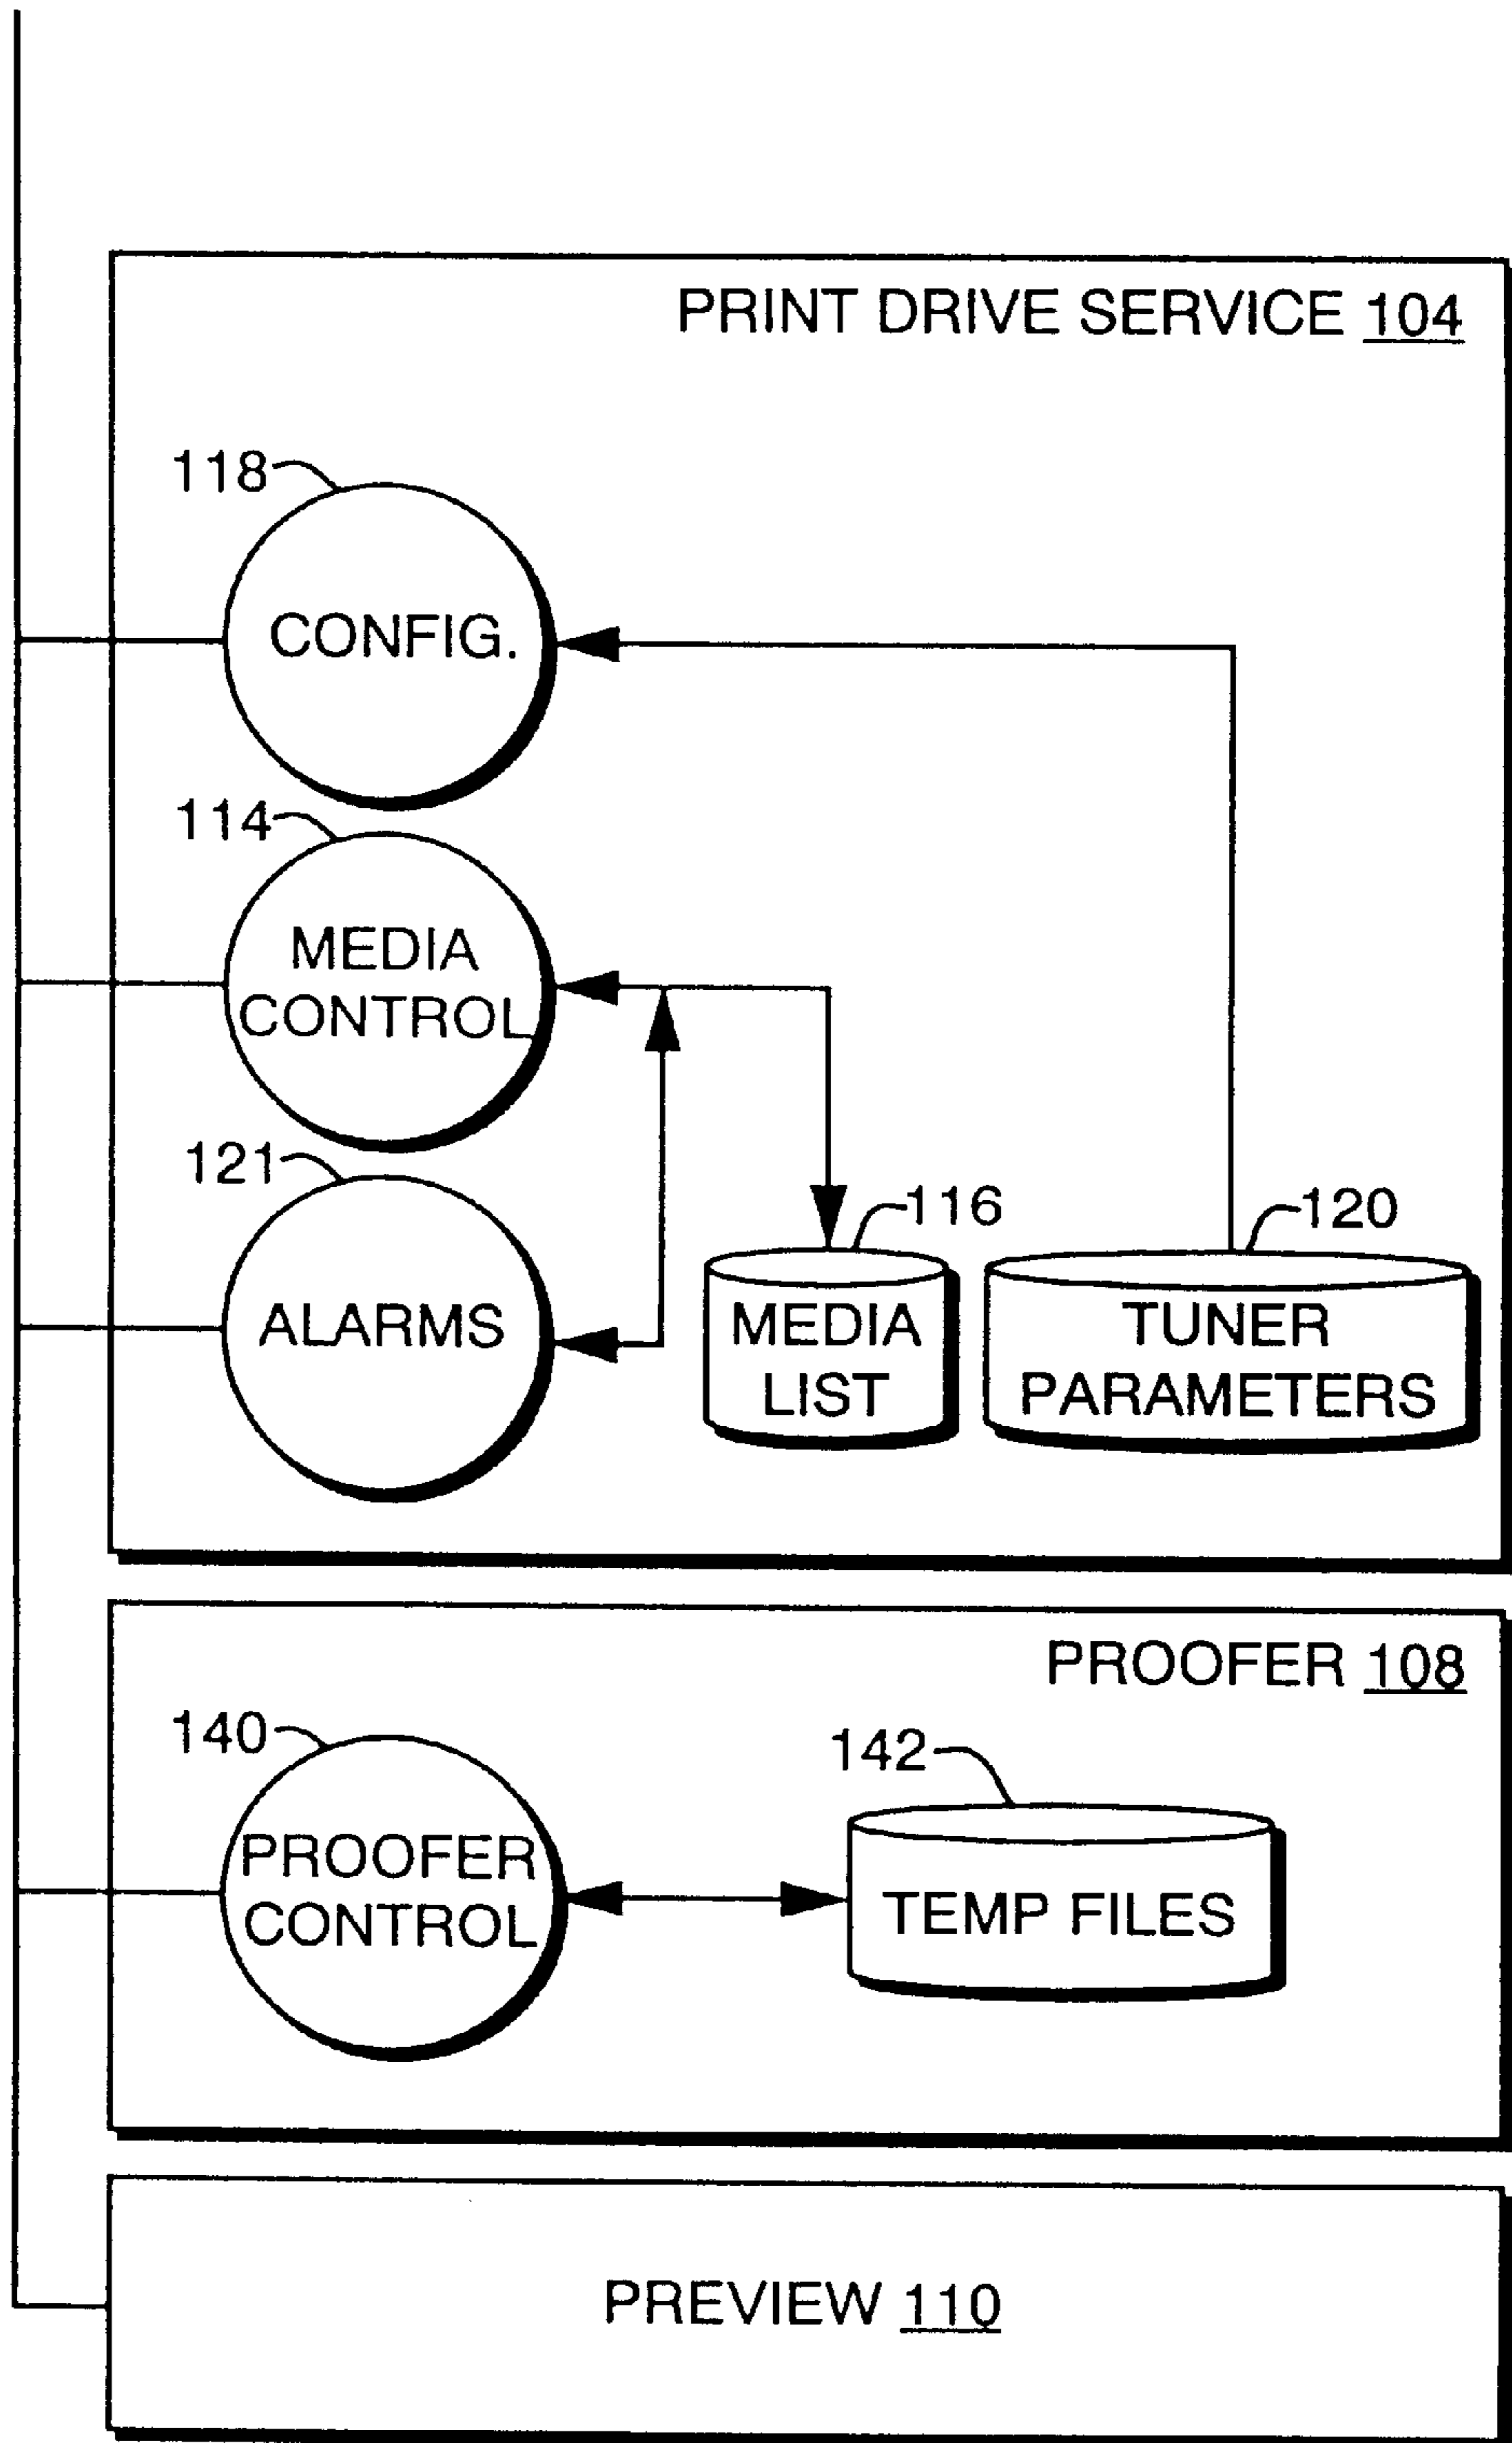 PRINT DRIVE SERVICE 104
118
CONFIG.
114
MEDIA
CONTROL
121
ALARMS
116
MEDIA
LIST
120
TUNER
PARAMETERS
PROOFER 108
140
PROOFER
CONTROL
142
TEMP FILES
PREVIEW 110